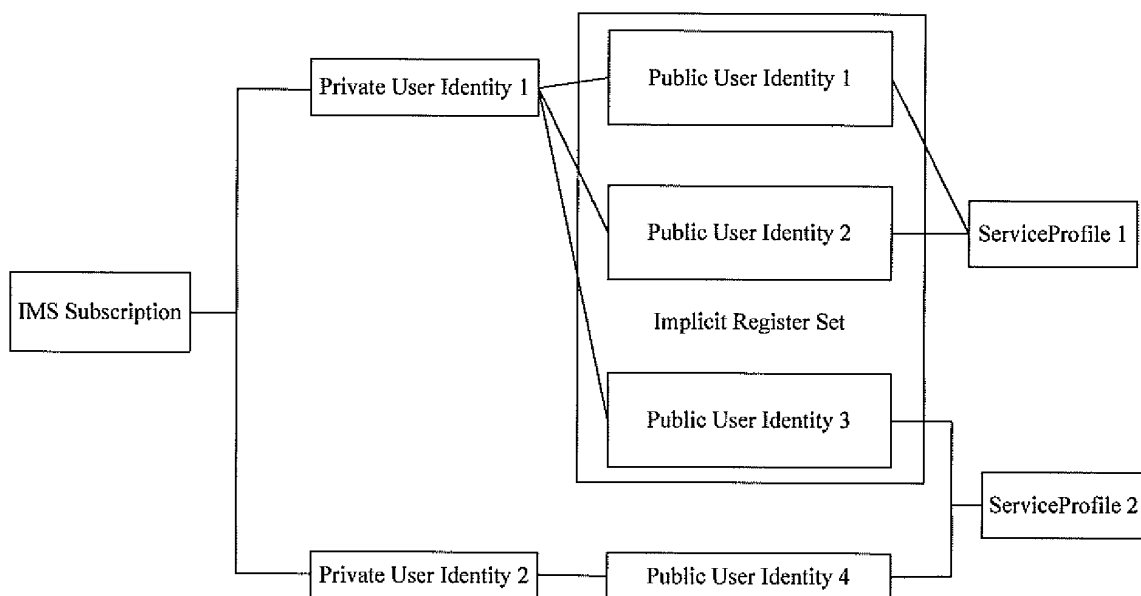 Private User Identity 1
Public User Identity 1
Public User Identity 2
ServiceProfile 1
IMS Subscription
Implicit Register Set
Public User Identity 3
ServiceProfile 2
Private User Identity 2
Public User Identity 4